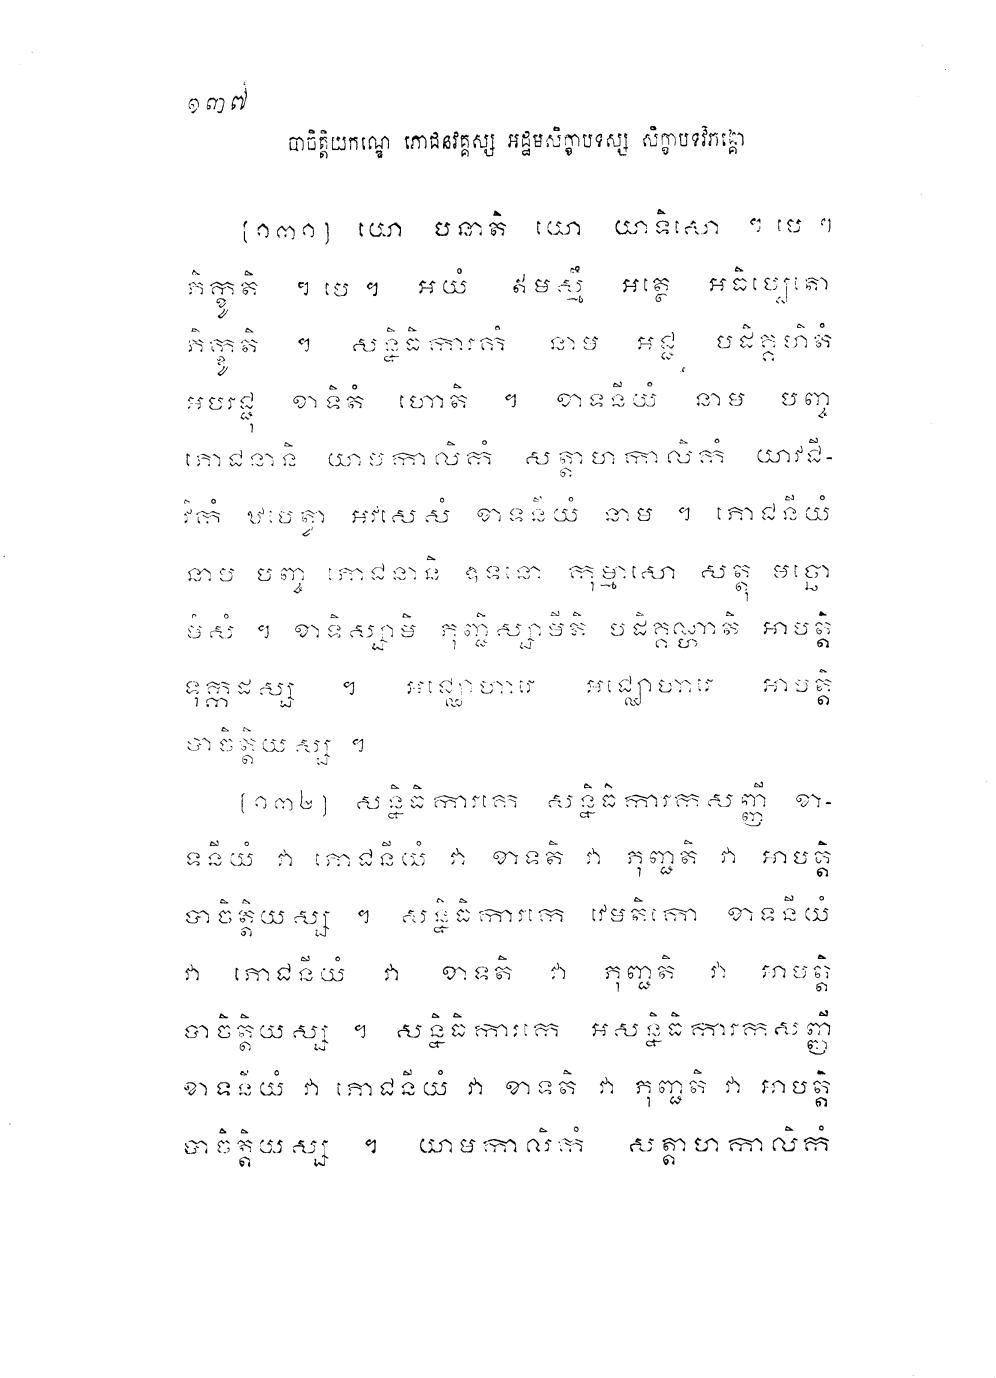 ១៣៧
បាចិត្តិយកណ្ឌេ ភោជនវគ្គស្ស អដ្ឋមសិក្ខាបទស្ស សិក្ខាបទវិភង្គោ
[១៣១] យោ បនាតិ យោ យាទិសោ ។ បេ ។
ភិក្ខូតិ ។ បេ ។ អយំ ឥមស្មឹ អត្ថេ អធិប្បេតោ
ភិក្ខូតិ ។ សន្និធិការកំ នាម អជ្ជ បដិគ្គហិតំ
អបរជ្ជុ ខាទិតំ ហោតិ ។ ខាទនីយំ នាម បញ្ច
ភោជនានិ យាមកាលិកំ សត្តាហកាលិកំ យាវជី-
វិកំ ឋបេត្វា អវសេសំ ខាទនីយំ នាម ។ ភោជនីយំ
នាម បញ្ច ភោជនានិ ឱទនោ កុម្មាសោ សត្តុ មច្ឆោ
មំសំ ។ ខាទិស្សាមិ ភុញ្ជិស្សាមីតិ បដិគ្គណ្ហាតិ អាបត្តិ
ទុក្កដស្ស ។ អជ្ឈោហារេ អជ្ឈោហារេ អាបត្តិ
បាចិត្តិយស្ស ។
[១៣២] សន្និធិការកេ សន្និធិការកសញ្ញី ខា-
ទនីយំ វា ភោជនីយំ វា ខាទតិ វា ភុញ្ជតិ វា អាបត្តិ
បាចិត្តិយស្ស ។ សន្និធិការកេ វេមតិកោ ខាទនីយំ
វា ភោជនីយំ វា ខាទតិ វា ភុញ្ជតិ វា អាបត្តិ
បាចិត្តិយស្ស ។ សន្និធិការកេ អសន្និធិការកសញ្ញី
ខាទនីយំ វា ភោជនីយំ វា ខាទតិ វា ភុញ្ជតិ វា អាបត្តិ
បាចិត្តិយស្ស ។ យាមកាលិកំ សត្តាហកាលិកំ